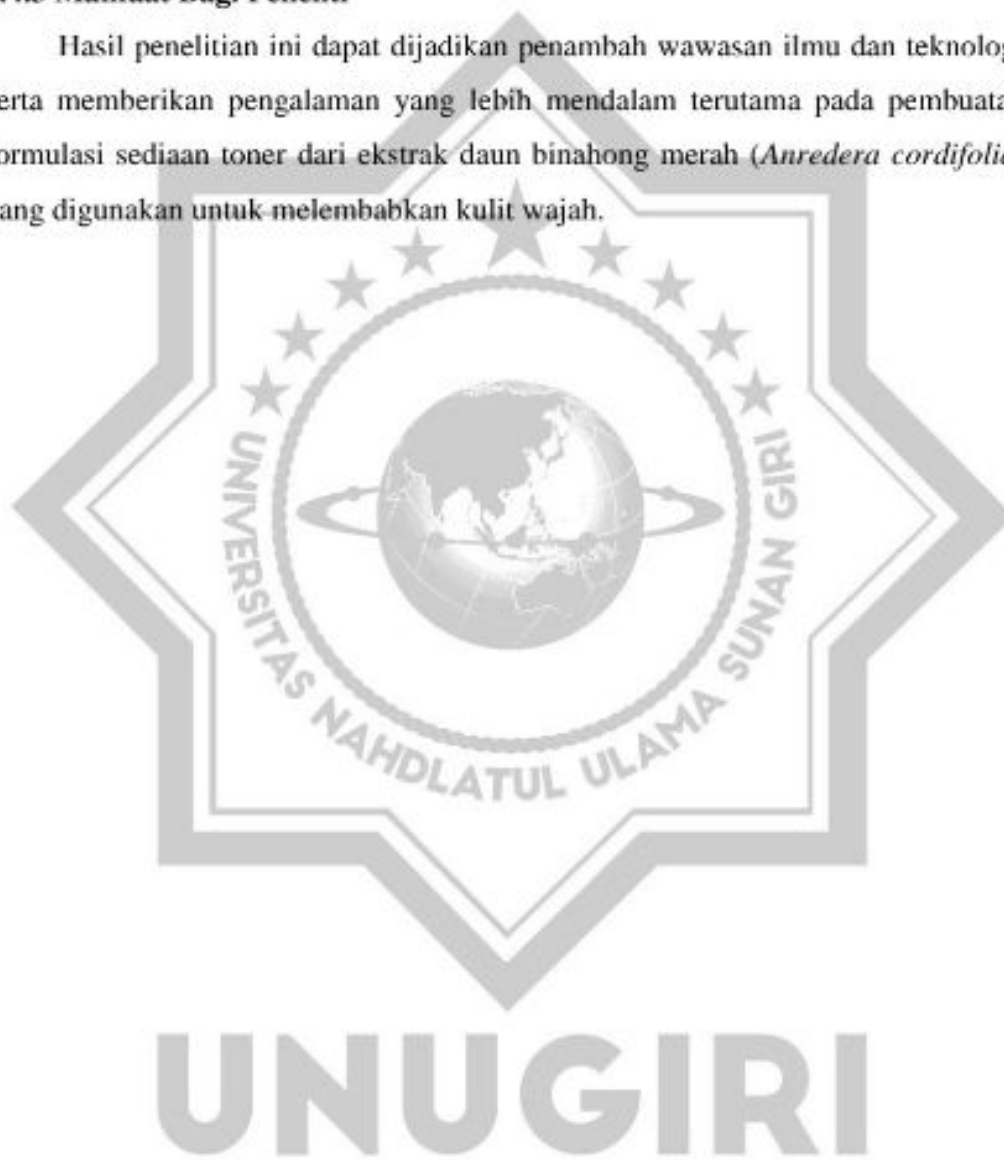 Manfaat Bagi Peneliti
Hasil penelitian ini dapat dijadikan penambah wawasan ilmu dan teknolog
erta memberikan pengalaman yang lebih mendalam terutama pada pembuata
ormulasi sediaan toner dari ekstrak daun binahong merah (Anredera cordifolia
ang digunakan untuk melembabkan kulit wajah.
UNIVERSITAS NAHDLATUL ULAMA SUNAN GIRI
UNUGIRI